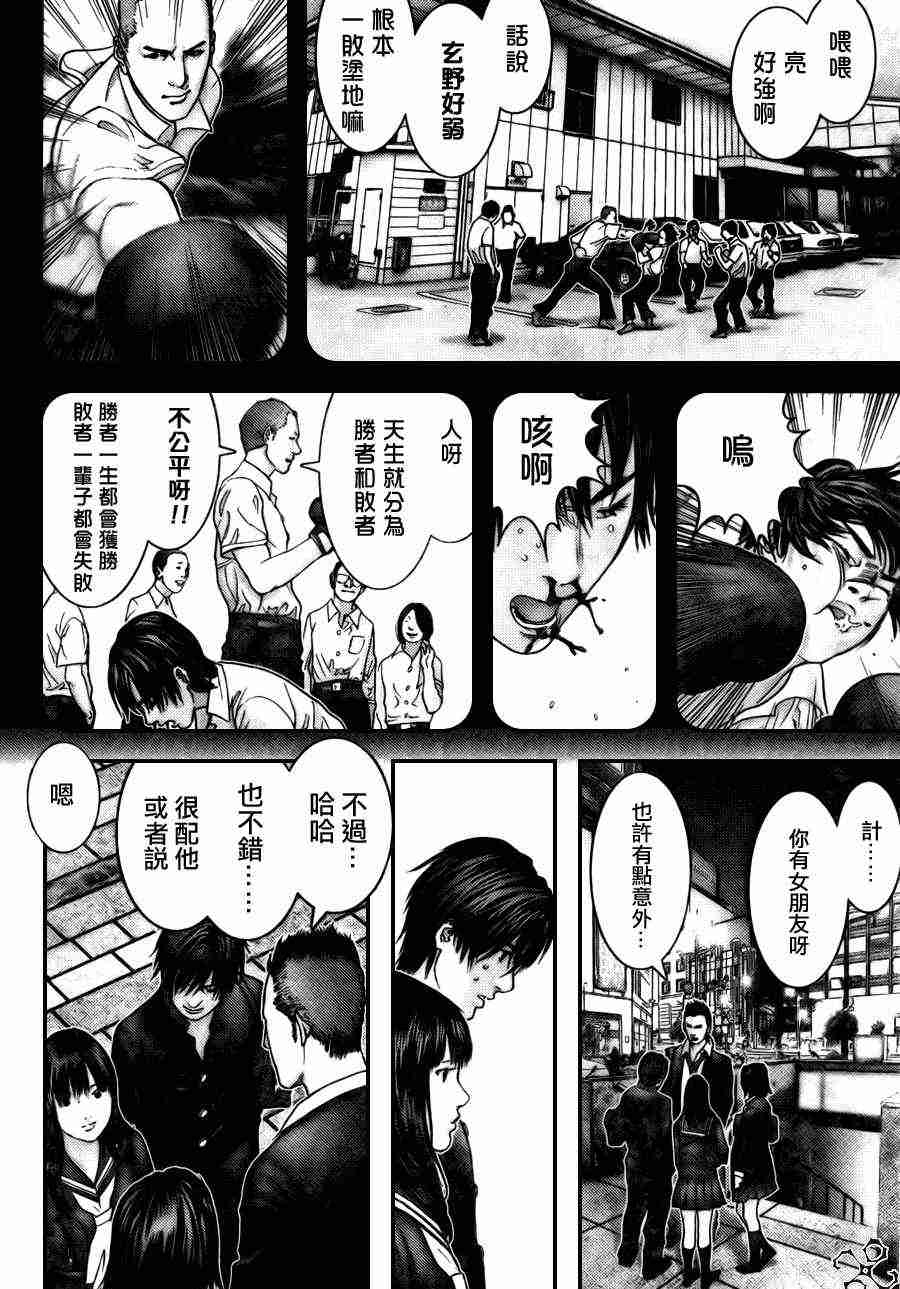 喂喂
亮
好強啊
話說
玄野好弱
根本
一敗塗地嘛
嗚
咳啊
人呀
天生就分為
勝者和敗者
不公平呀!!
勝者一生都會獲勝
敗者一輩子都會失敗
計……
你有女朋友呀
也許有點意外…
不過…
哈哈
也不錯……
很配他
或者說
嗯